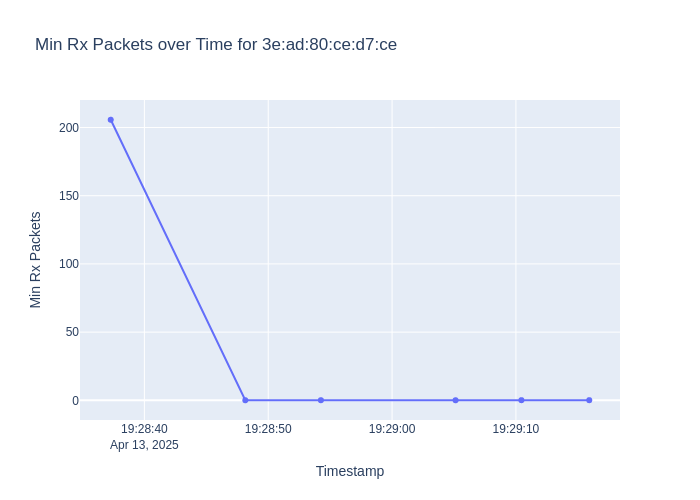 Min Rx Packets over Time for 3e:ad:80:ce:d7:ce
200
150
100
50
0
Min Rx Packets
19:28:40
19:28:50
19:29:00
19:29:10
Apr 13, 2025
Timestamp